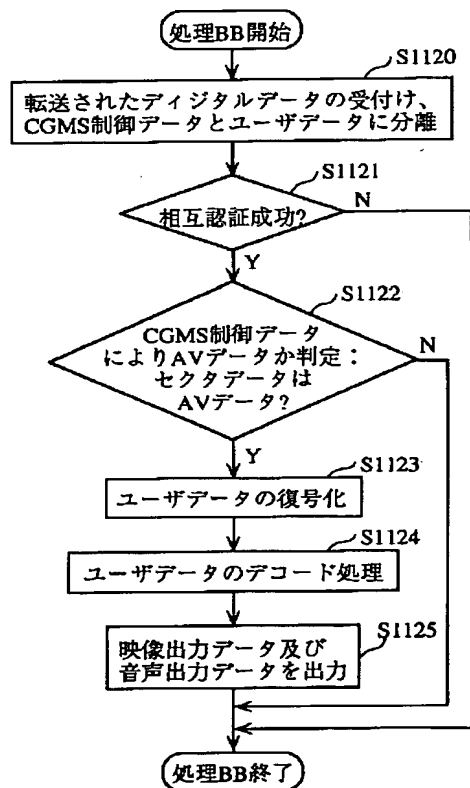 処理BB開始
S1120
転送されたディジタルデータの受付け、
CGMS制御データとユーザデータに分離
S1121
相互認証成功?
N
Y
S1122
CGMS制御データ
によりAVデータか判定：
セクタデータは
AVデータ?
N
Y
S1123
ユーザデータの復号化
S1124
ユーザデータのデコード処理
S1125
映像出力データ及び
音声出力データを出力
処理BB終了